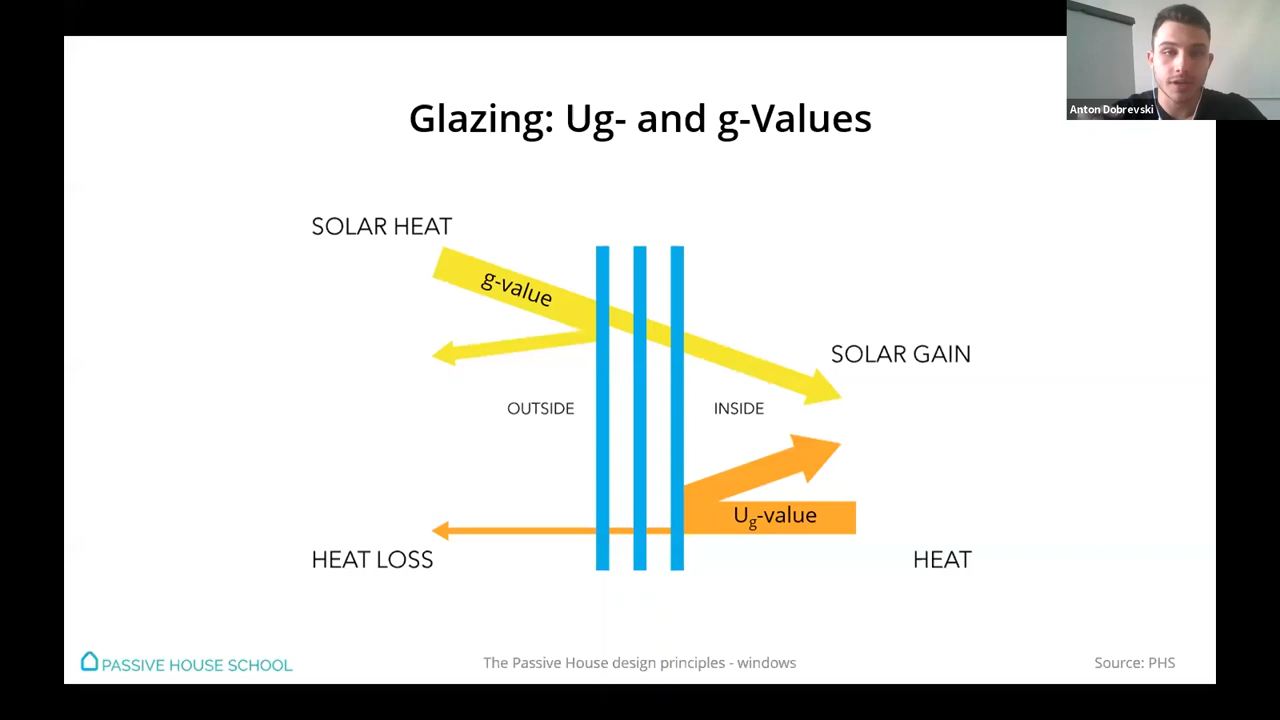 Anton Dobrevski
Glazing: Ug- and g-Values
SOLAR HEAT
g-value
SOLAR GAIN
OUTSIDE
INSIDE
Ug-value
HEAT LOSS
HEAT
PASSIVE HOUSE SCHOOL
The Passive House design principles - windows
Source: PHS